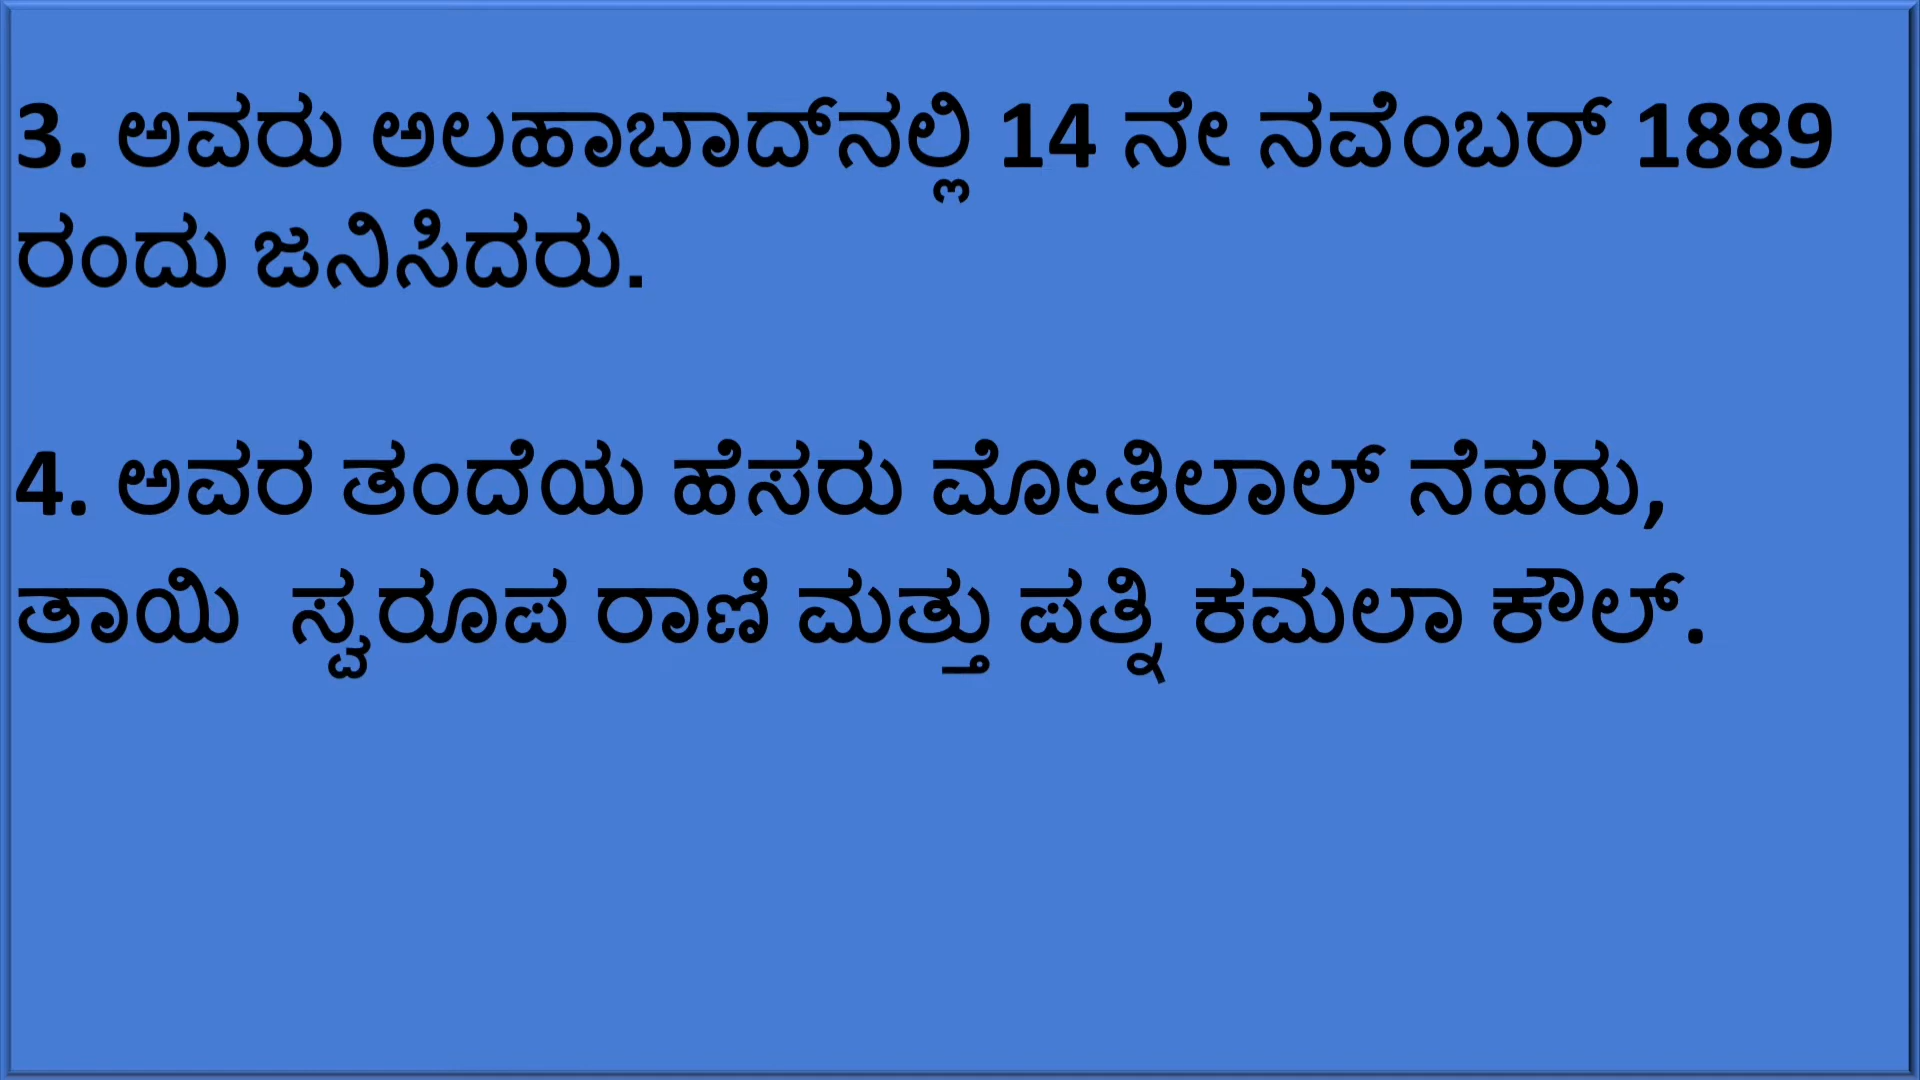 3. ಅವರು ಅಲಹಾಬಾದ್‌ನಲ್ಲಿ 14 ನೇ ನವೆಂಬರ್ 1889
ರಂದು ಜನಿಸಿದರು.
4. ಅವರ ತಂದೆಯ ಹೆಸರು ಮೋತಿಲಾಲ್ ನೆಹರು,
ತಾಯಿ  ಸ್ವರೂಪ ರಾಣಿ ಮತ್ತು ಪತ್ನಿ ಕಮಲಾ ಕೌಲ್.